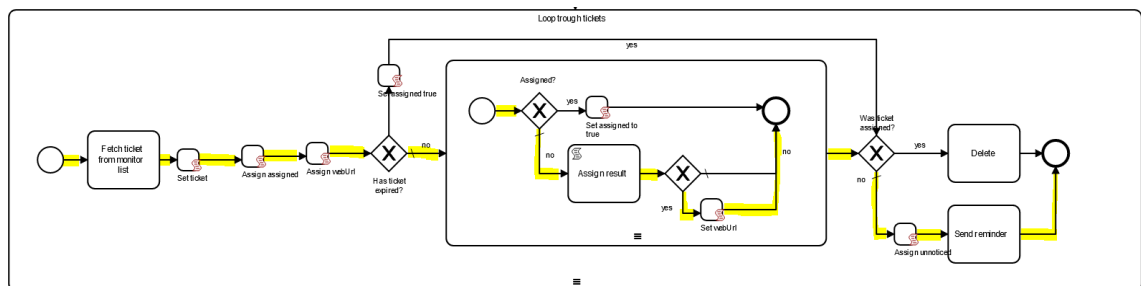 Loop trough tickets
yes
Set assigned true
Assigned?
yes
Set assigned to
true
no
Was ticket
assigned?
Fetch ticket
from monitor
list
Set ticket
Assign assigned
Assign webUrl
Has ticket
expired?
no
no
Assign result
yes
Set webUrl
yes
Delete
no
Assign unnoticed
Send reminder